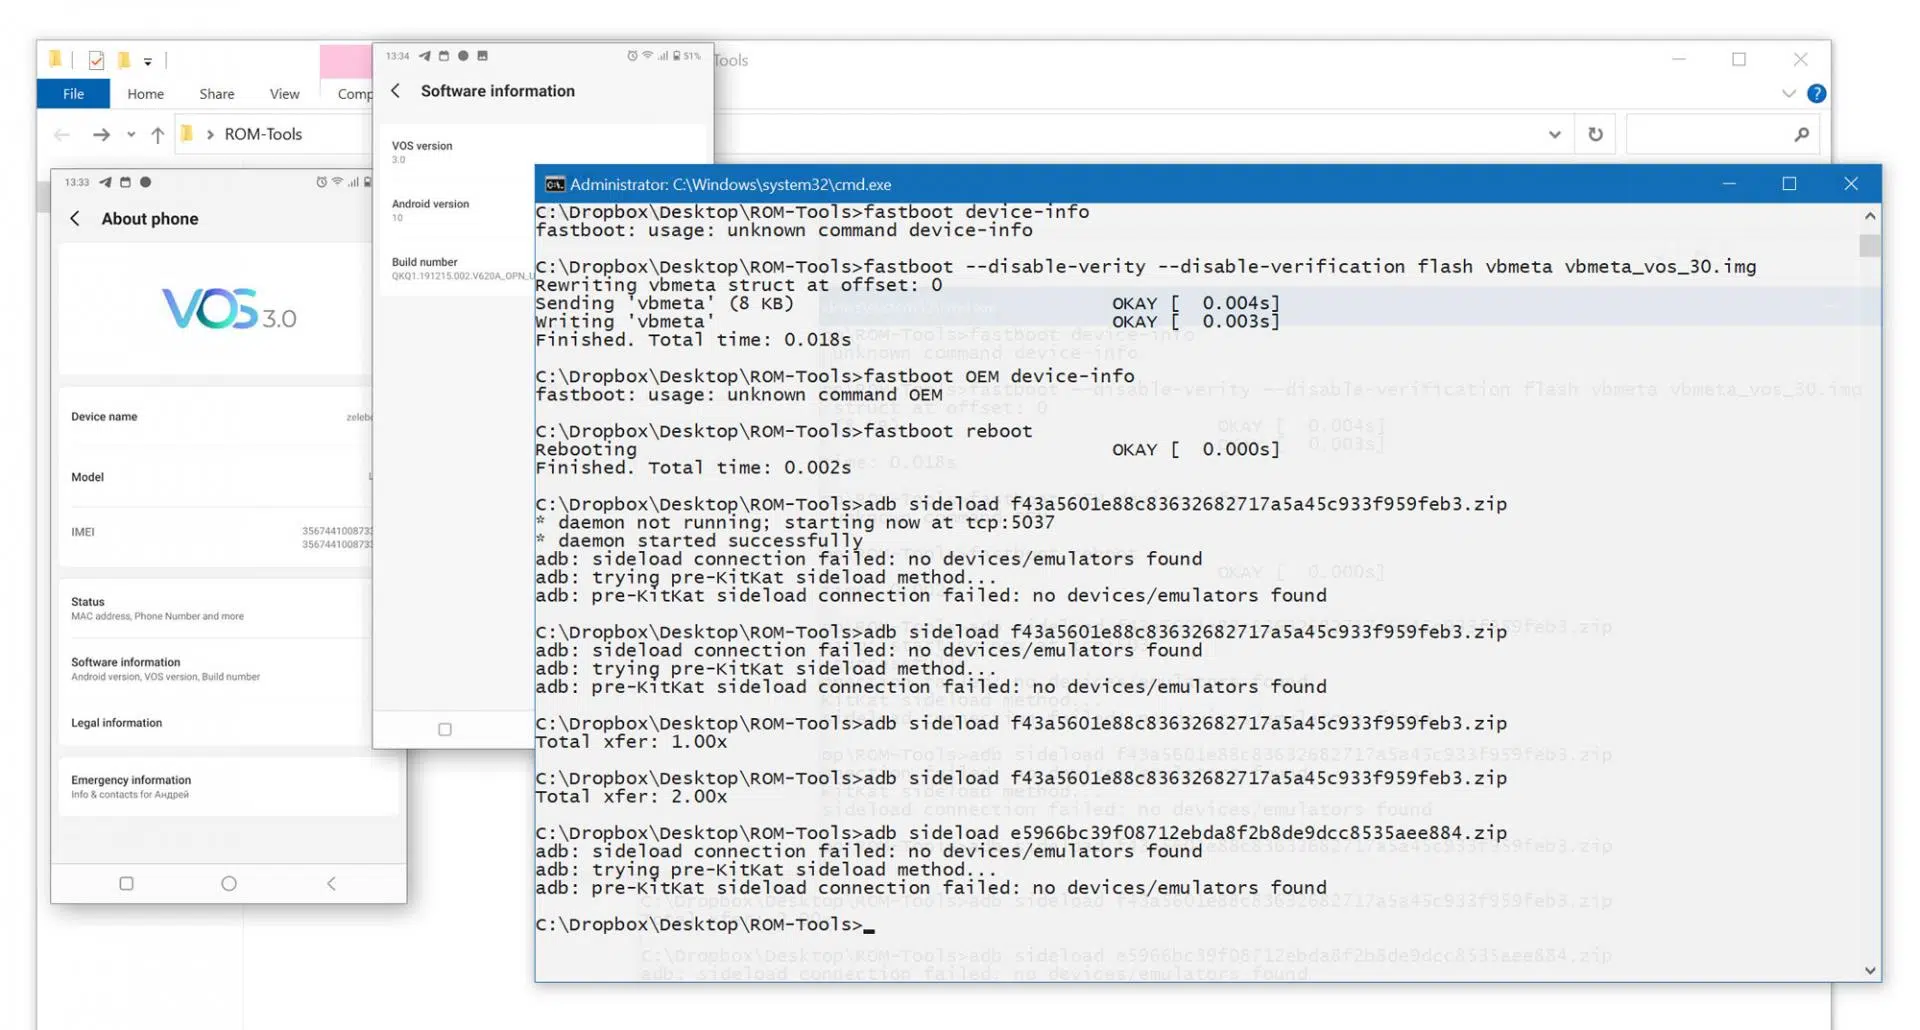 Tools
File
Home
Share
View
Comp
ROM-Tools
13:33
About phone
VOS 3.0
Device name
zelebo
Model
IMEI
3567441008733
3567441008733
Status
MAC address, Phone Number and more
Software information
Android version, VOS version, Build number
Legal information
Emergency information
Info & contacts for Андрей
13:34
51%
Software information
VOS version
3.0
Android version
10
Build number
QKQ1.191215.002.V620A_OPN_U
Administrator: C:\Windows\system32\cmd.exe
C:\Dropbox\Desktop\ROM-Tools>fastboot device-info
fastboot: usage: unknown command device-info
C:\Dropbox\Desktop\ROM-Tools>fastboot --disable-verity --disable-verification flash vbmeta vbmeta_vos_30.img
Rewriting vbmeta struct at offset: 0
Sending 'vbmeta' (8 KB) OKAY [ 0.004s]
Writing 'vbmeta' OKAY [ 0.003s]
Finished. Total time: 0.018s
C:\Dropbox\Desktop\ROM-Tools>fastboot OEM device-info
fastboot: usage: unknown command OEM
C:\Dropbox\Desktop\ROM-Tools>fastboot reboot
Rebooting OKAY [ 0.000s]
Finished. Total time: 0.002s
C:\Dropbox\Desktop\ROM-Tools>adb sideload f43a5601e88c83632682717a5a45c933f959feb3.zip
* daemon not running; starting now at tcp:5037
* daemon started successfully
adb: sideload connection failed: no devices/emulators found
adb: trying pre-KitKat sideload method...
adb: pre-KitKat sideload connection failed: no devices/emulators found
C:\Dropbox\Desktop\ROM-Tools>adb sideload f43a5601e88c83632682717a5a45c933f959feb3.zip
adb: sideload connection failed: no devices/emulators found
adb: trying pre-KitKat sideload method...
adb: pre-KitKat sideload connection failed: no devices/emulators found
C:\Dropbox\Desktop\ROM-Tools>adb sideload f43a5601e88c83632682717a5a45c933f959feb3.zip
Total xfer: 1.00x
C:\Dropbox\Desktop\ROM-Tools>adb sideload f43a5601e88c83632682717a5a45c933f959feb3.zip
Total xfer: 2.00x
C:\Dropbox\Desktop\ROM-Tools>adb sideload e5966bc39f08712ebda8f2b8de9dcc8535aee884.zip
adb: sideload connection failed: no devices/emulators found
adb: trying pre-KitKat sideload method...
adb: pre-KitKat sideload connection failed: no devices/emulators found
C:\Dropbox\Desktop\ROM-Tools>_